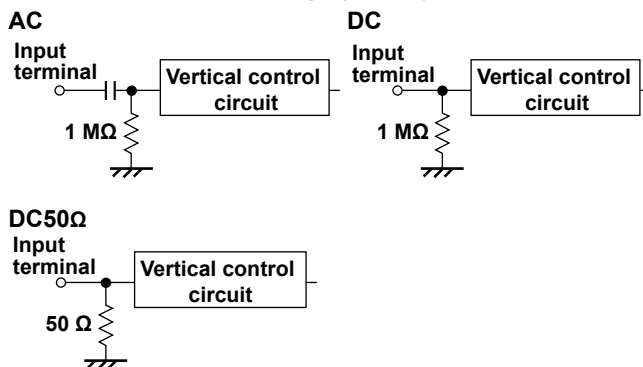 AC
Input
terminal
Vertical control
circuit
1 MΩ
DC
Input
terminal
Vertical control
circuit
1 MΩ
DC50Ω
Input
terminal
Vertical control
circuit
50 Ω